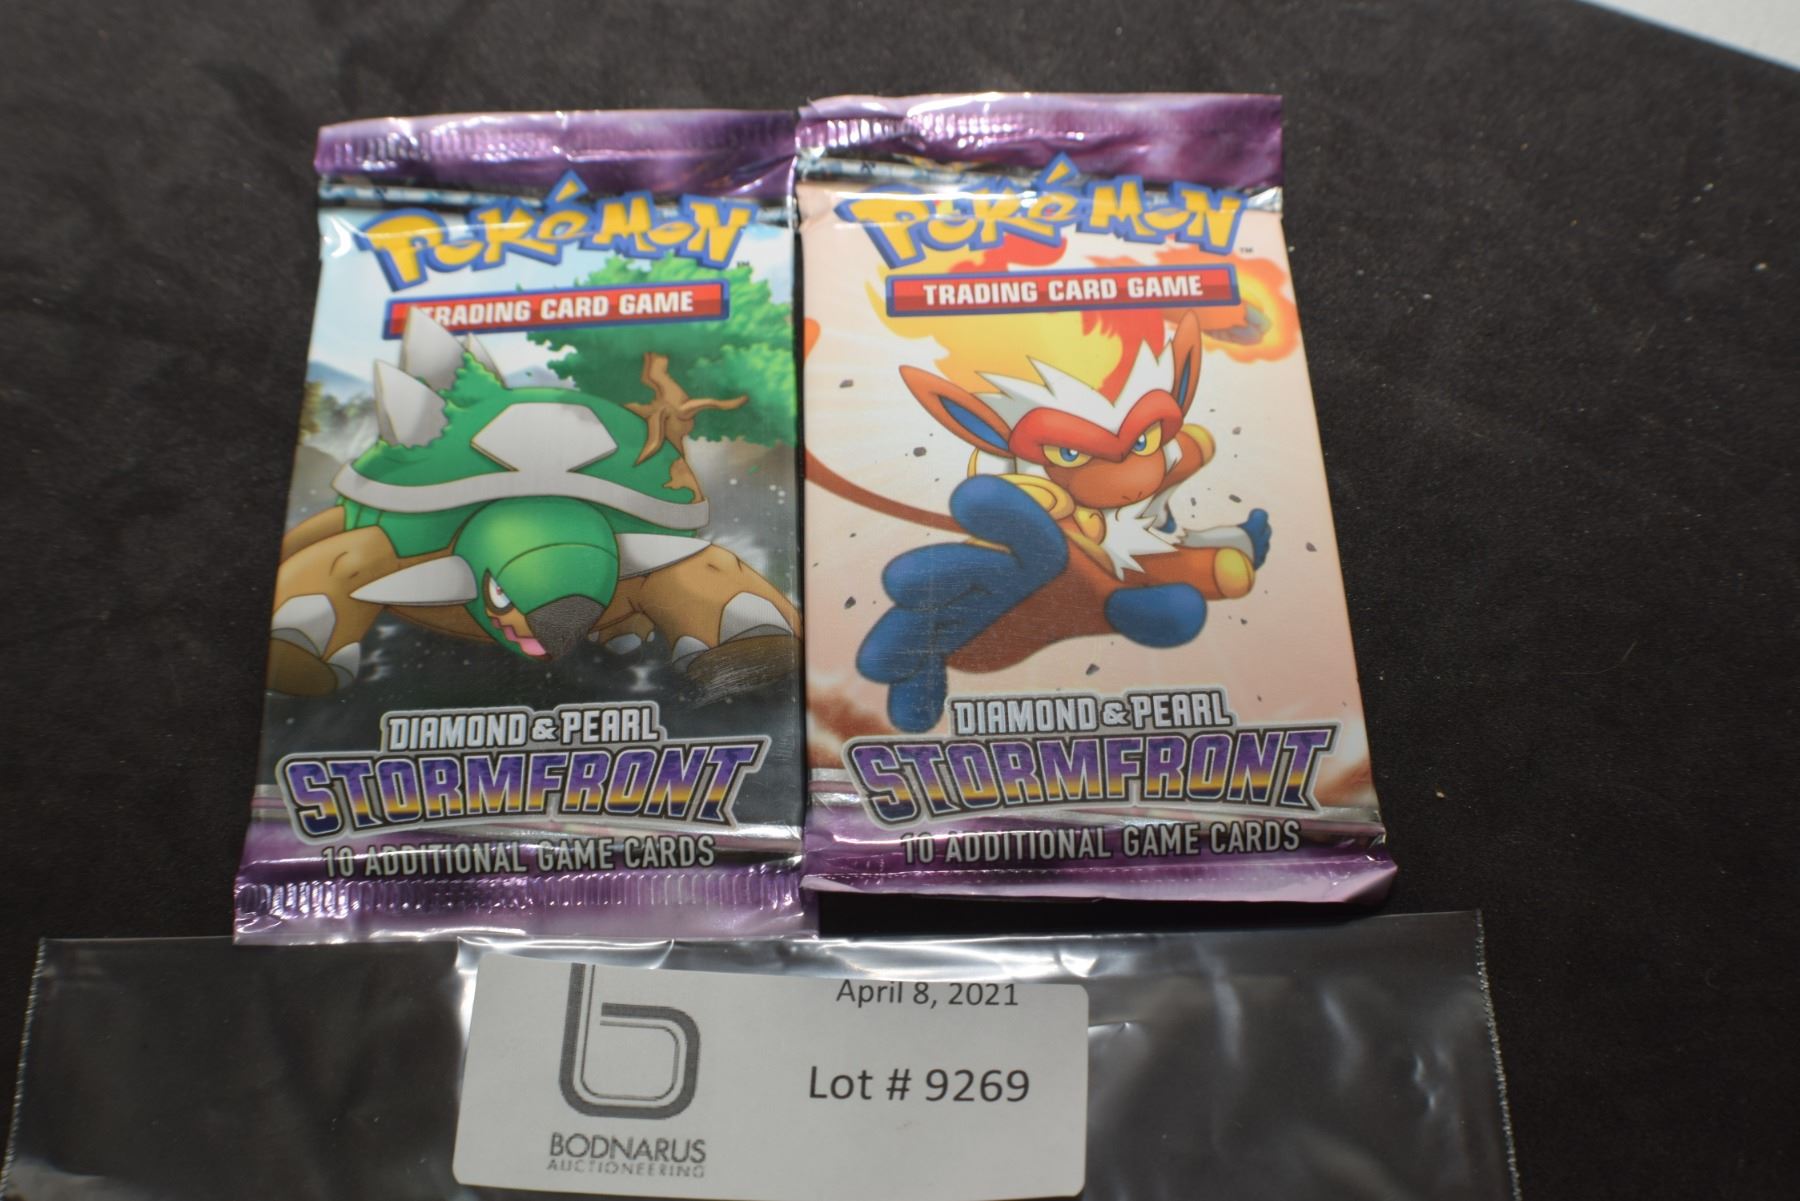 POKéMON
TRADING CARD GAME
DIAMOND & PEARL
STORMFRONT
10 ADDITIONAL GAME CARDS
POKéMON™
TRADING CARD GAME
DIAMOND & PEARL
STORMFRONT
10 ADDITIONAL GAME CARDS
April 8, 2021
Lot # 9269
BODNARUS
AUCTIONEERING